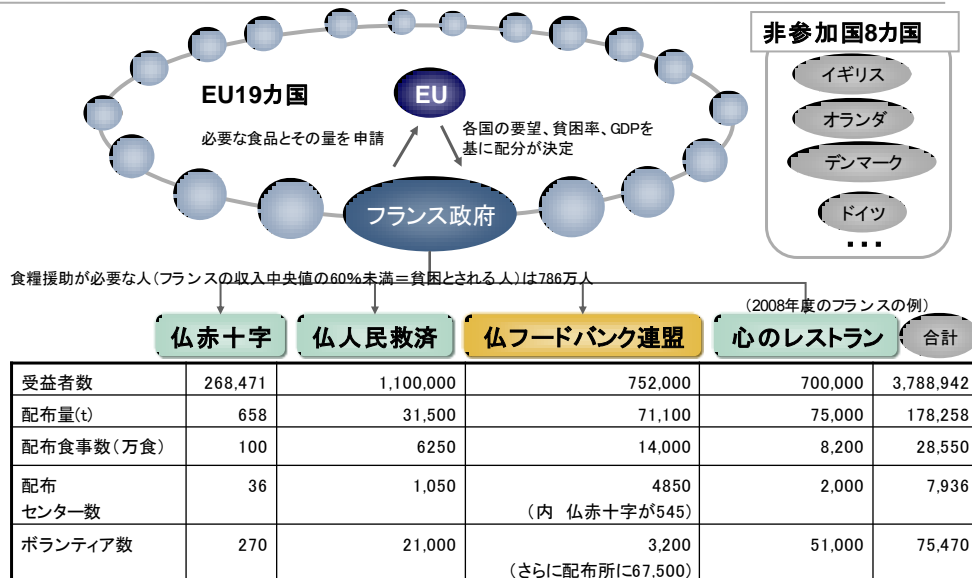 非参加国8カ国
イギリス
オランダ
デンマーク
ドイツ
・・・
EU19カ国
EU
必要な食品とその量を申請
各国の要望、貧困率、GDPを
基に配分が決定
フランス政府
食糧援助が必要な人(フランスの収入中央値の60%未満=貧困とされる人)は786万人
(2008年度のフランスの例)
仏赤十字 仏人民救済 仏フードバンク連盟 心のレストラン 合計
受益者数 268,471 1,100,000 752,000 700,000 3,788,942
配布量(t) 658 31,500 71,100 75,000 178,258
配布食事数(万食) 100 6250 14,000 8,200 28,550
配布 36 1,050 4850 2,000 7,936
センター数 (内 仏赤十字が545)
ボランティア数 270 21,000 3,200 51,000 75,470
(さらに配布所に67,500)